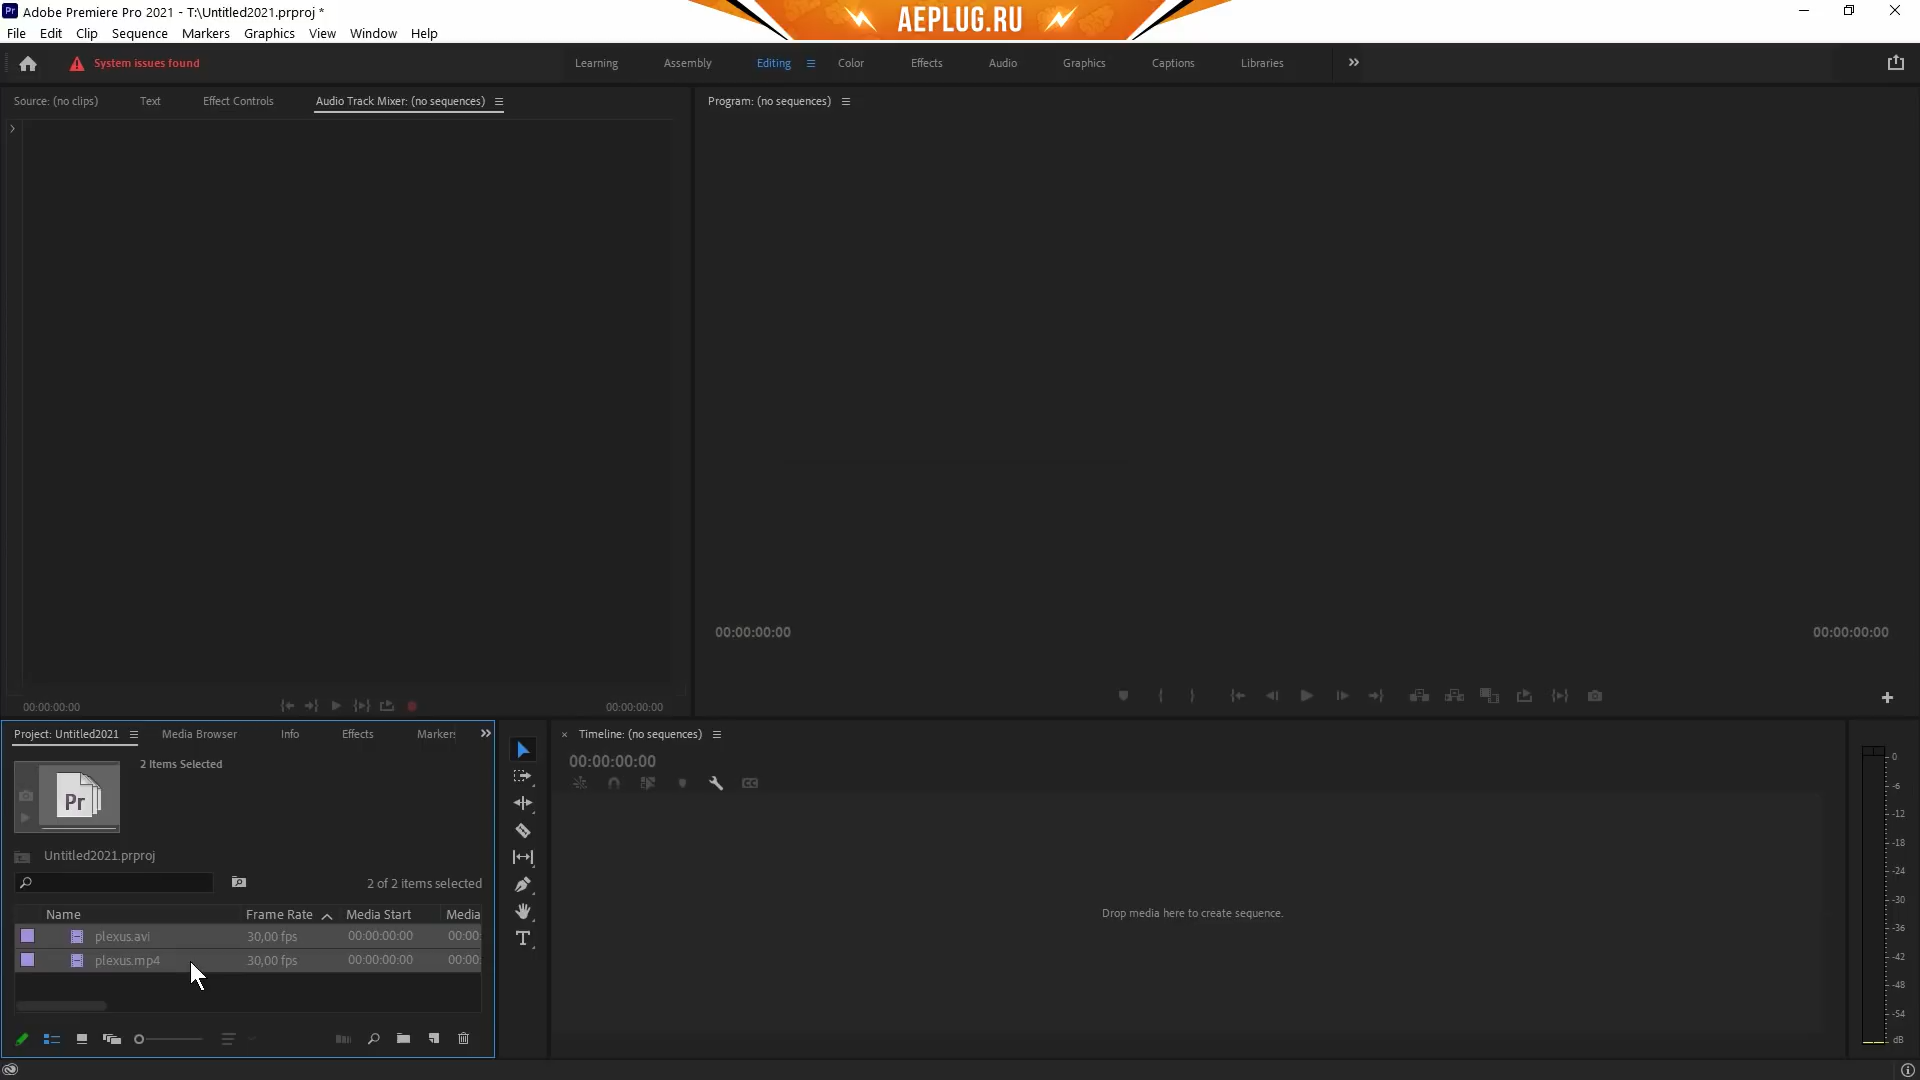 Adobe Premiere Pro 2021 - T:\Untitled2021.prproj *
AEPLUG.RU
File Edit Clip Sequence Markers Graphics View Window Help
System issues found
Learning Assembly Editing Color Effects Audio Graphics Captions Libraries
Source: (no clips) Text Effect Controls Audio Track Mixer: (no sequences)
Program: (no sequences)
00:00:00:00 00:00:00:00
00:00:00:00 00:00:00:00
Project: Untitled2021 Media Browser Info Effects Marker
2 Items Selected
Pr
Untitled2021.prproj
2 of 2 items selected
Name Frame Rate Media Start Media
plexus.avi 30,00 fps 00:00:00:00 00:00
plexus.mp4 30,00 fps 00:00:00:00 00:00
Timeline: (no sequences)
00:00:00:00
Drop media here to create sequence.
0
-6
-12
-18
-24
-30
-36
-42
-48
-54
dB